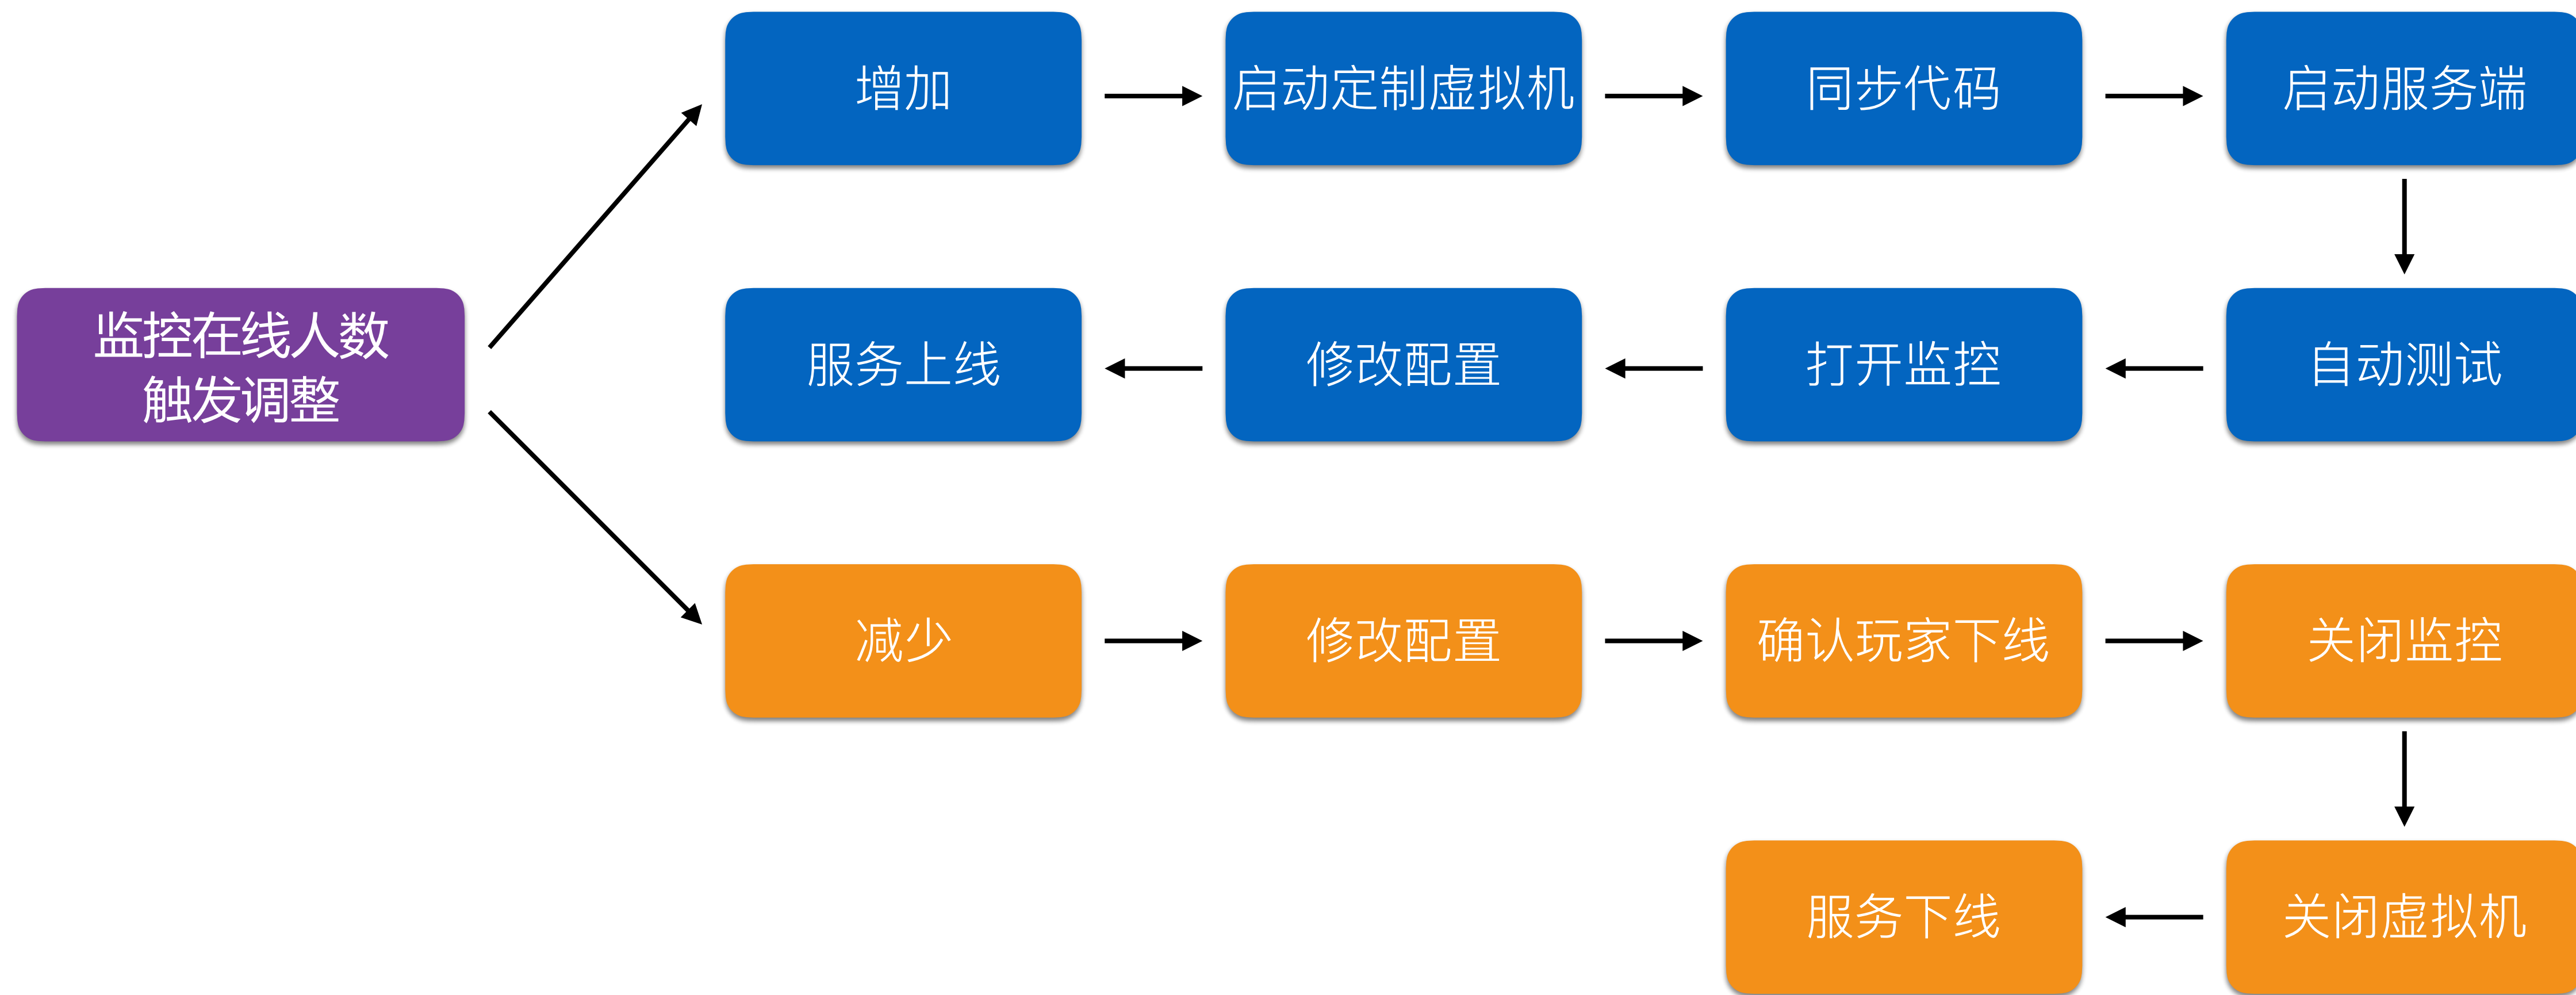 增加
启动定制虚拟机
同步代码
启动服务端
监控在线人数
触发调整
服务上线
修改配置
打开监控
自动测试
减少
修改配置
确认玩家下线
关闭监控
服务下线
关闭虚拟机